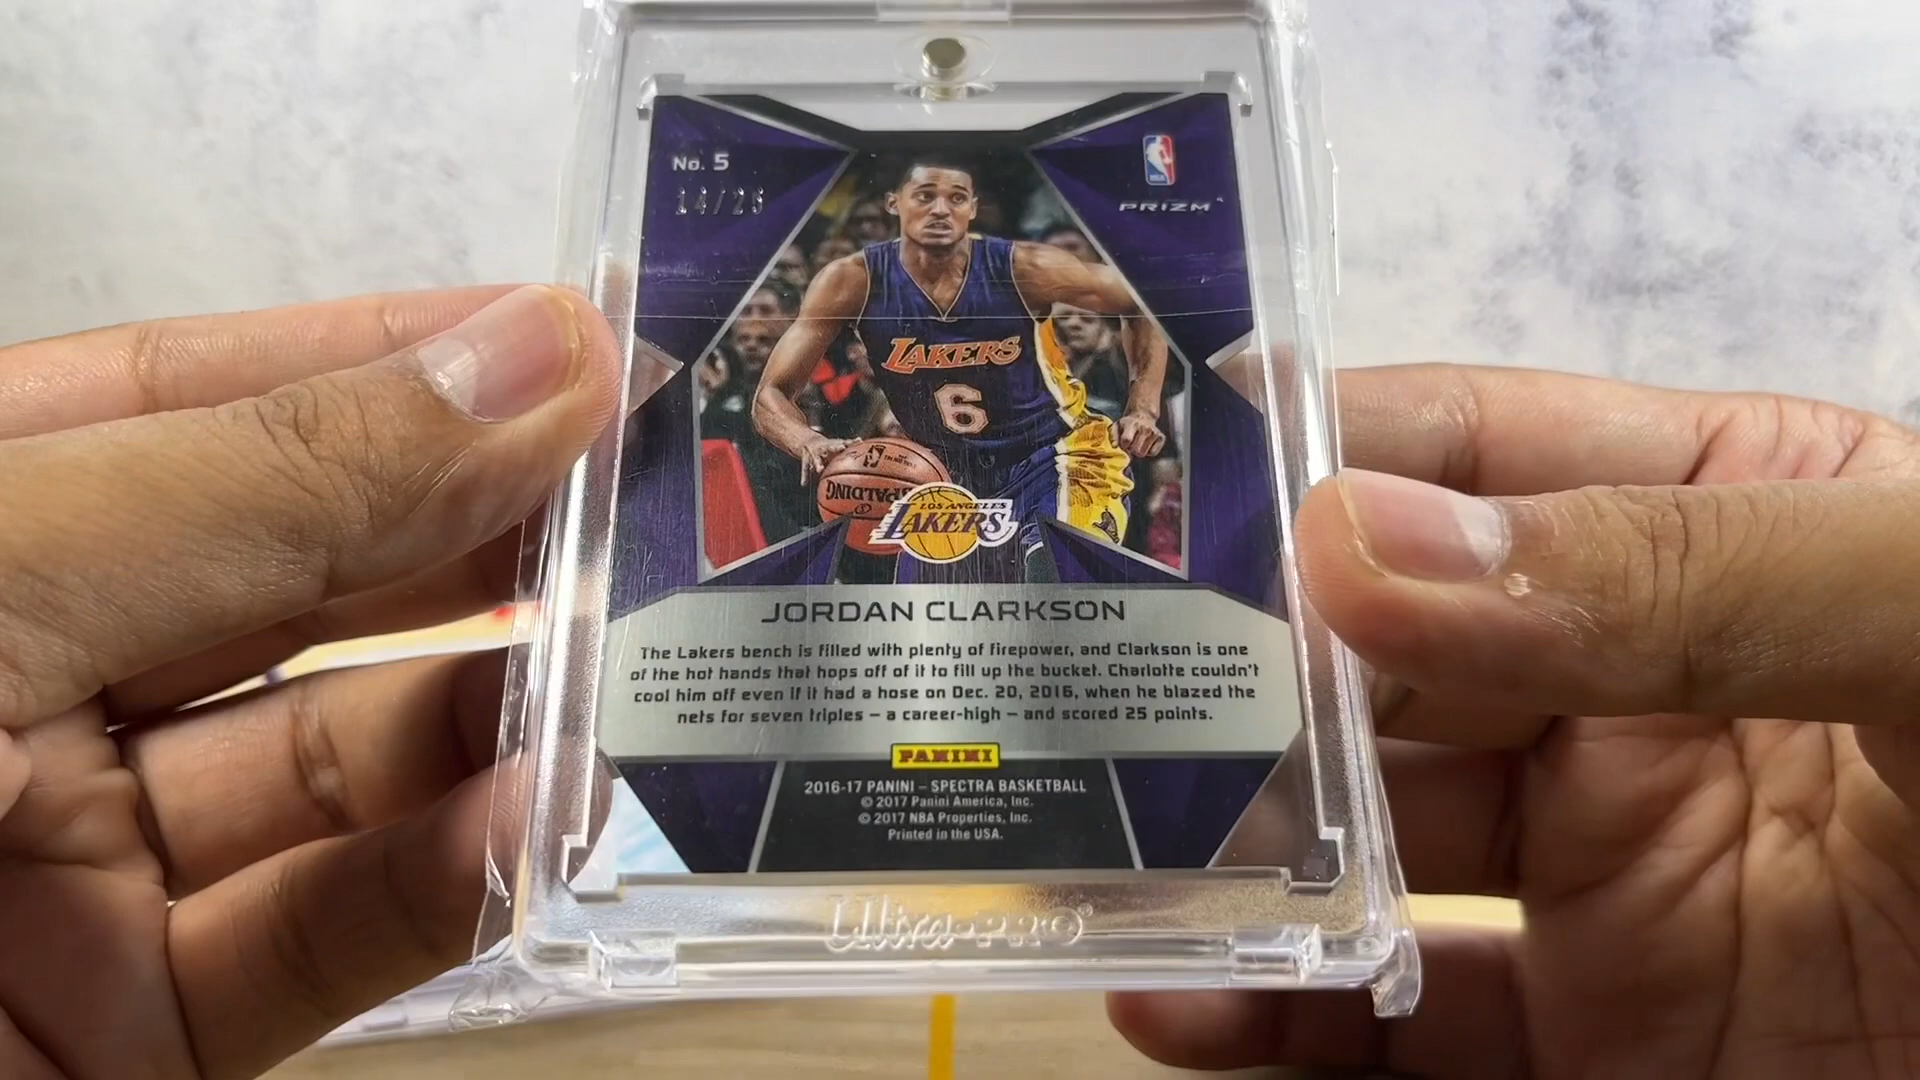 No. 5
14/25
PRIZM
LAKERS
6
SPALDING
LOS ANGELES
LAKERS
JORDAN CLARKSON
The Lakers bench is filled with plenty of firepower, and Clarkson is one
of the hot hands that hops off of it to fill up the bucket. Charlotte couldn't
cool him off even if it had a hose on Dec. 20, 2016, when he blazed the
nets for seven triples – a career-high – and scored 25 points.
PANINI
2016-17 PANINI – SPECTRA BASKETBALL
© 2017 Panini America, Inc.
© 2017 NBA Properties, Inc.
Printed in the USA.
Ultra•PRO®